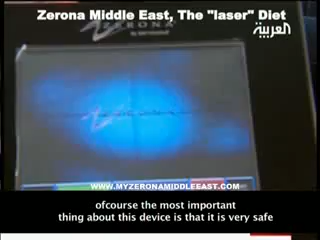 Zerona Middle East, The "laser" Diet
ZERONA
العربية
WWW.MYZERONAMIDDLEEAST.COM
ofcourse the most important
thing about this device is that it is very safe